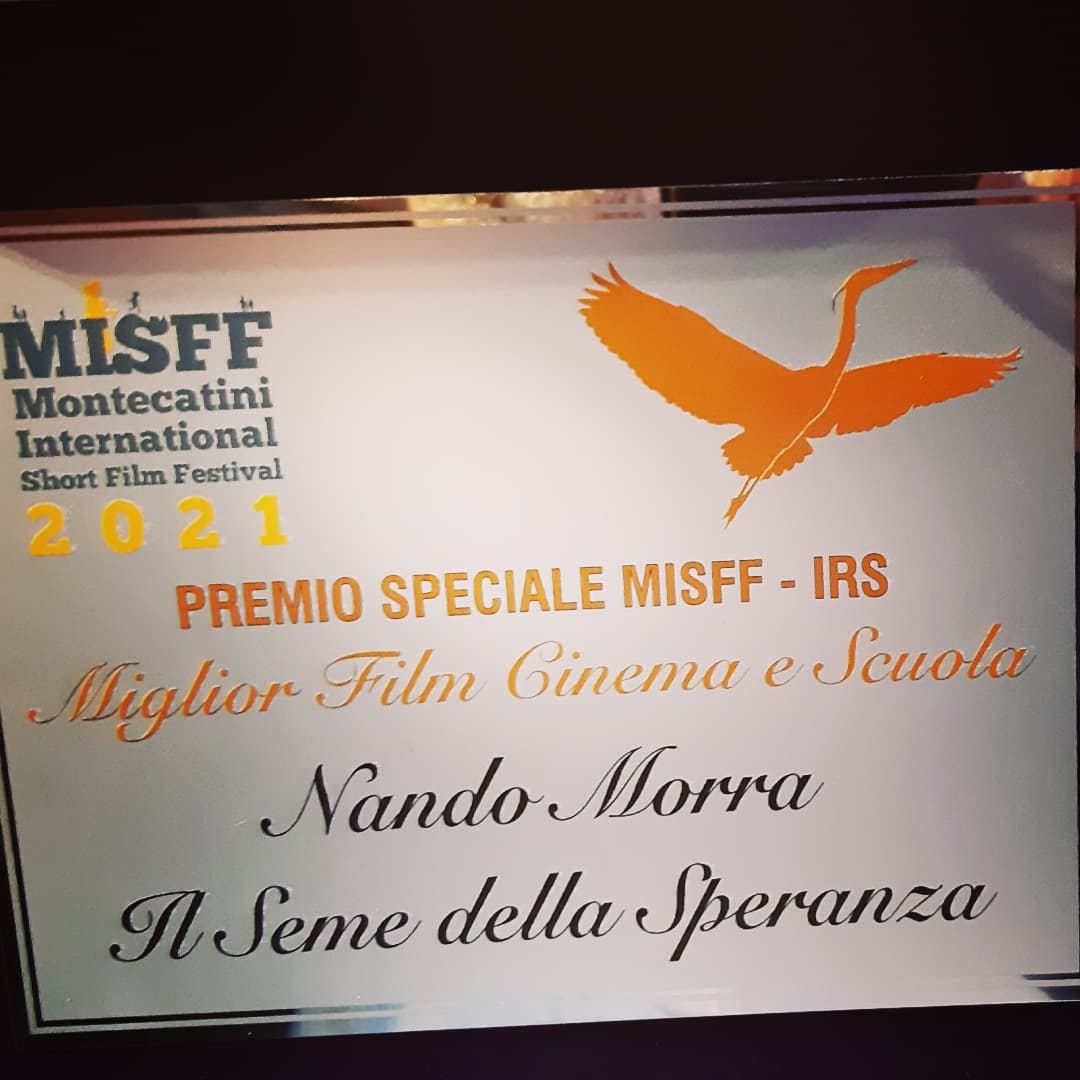 MISFF
Montecatini
International
Short Film Festival
2021
PREMIO SPECIALE MISFF - IRS
Miglior Film Cinema e Scuola
Nando Morra
Il Seme della Speranza